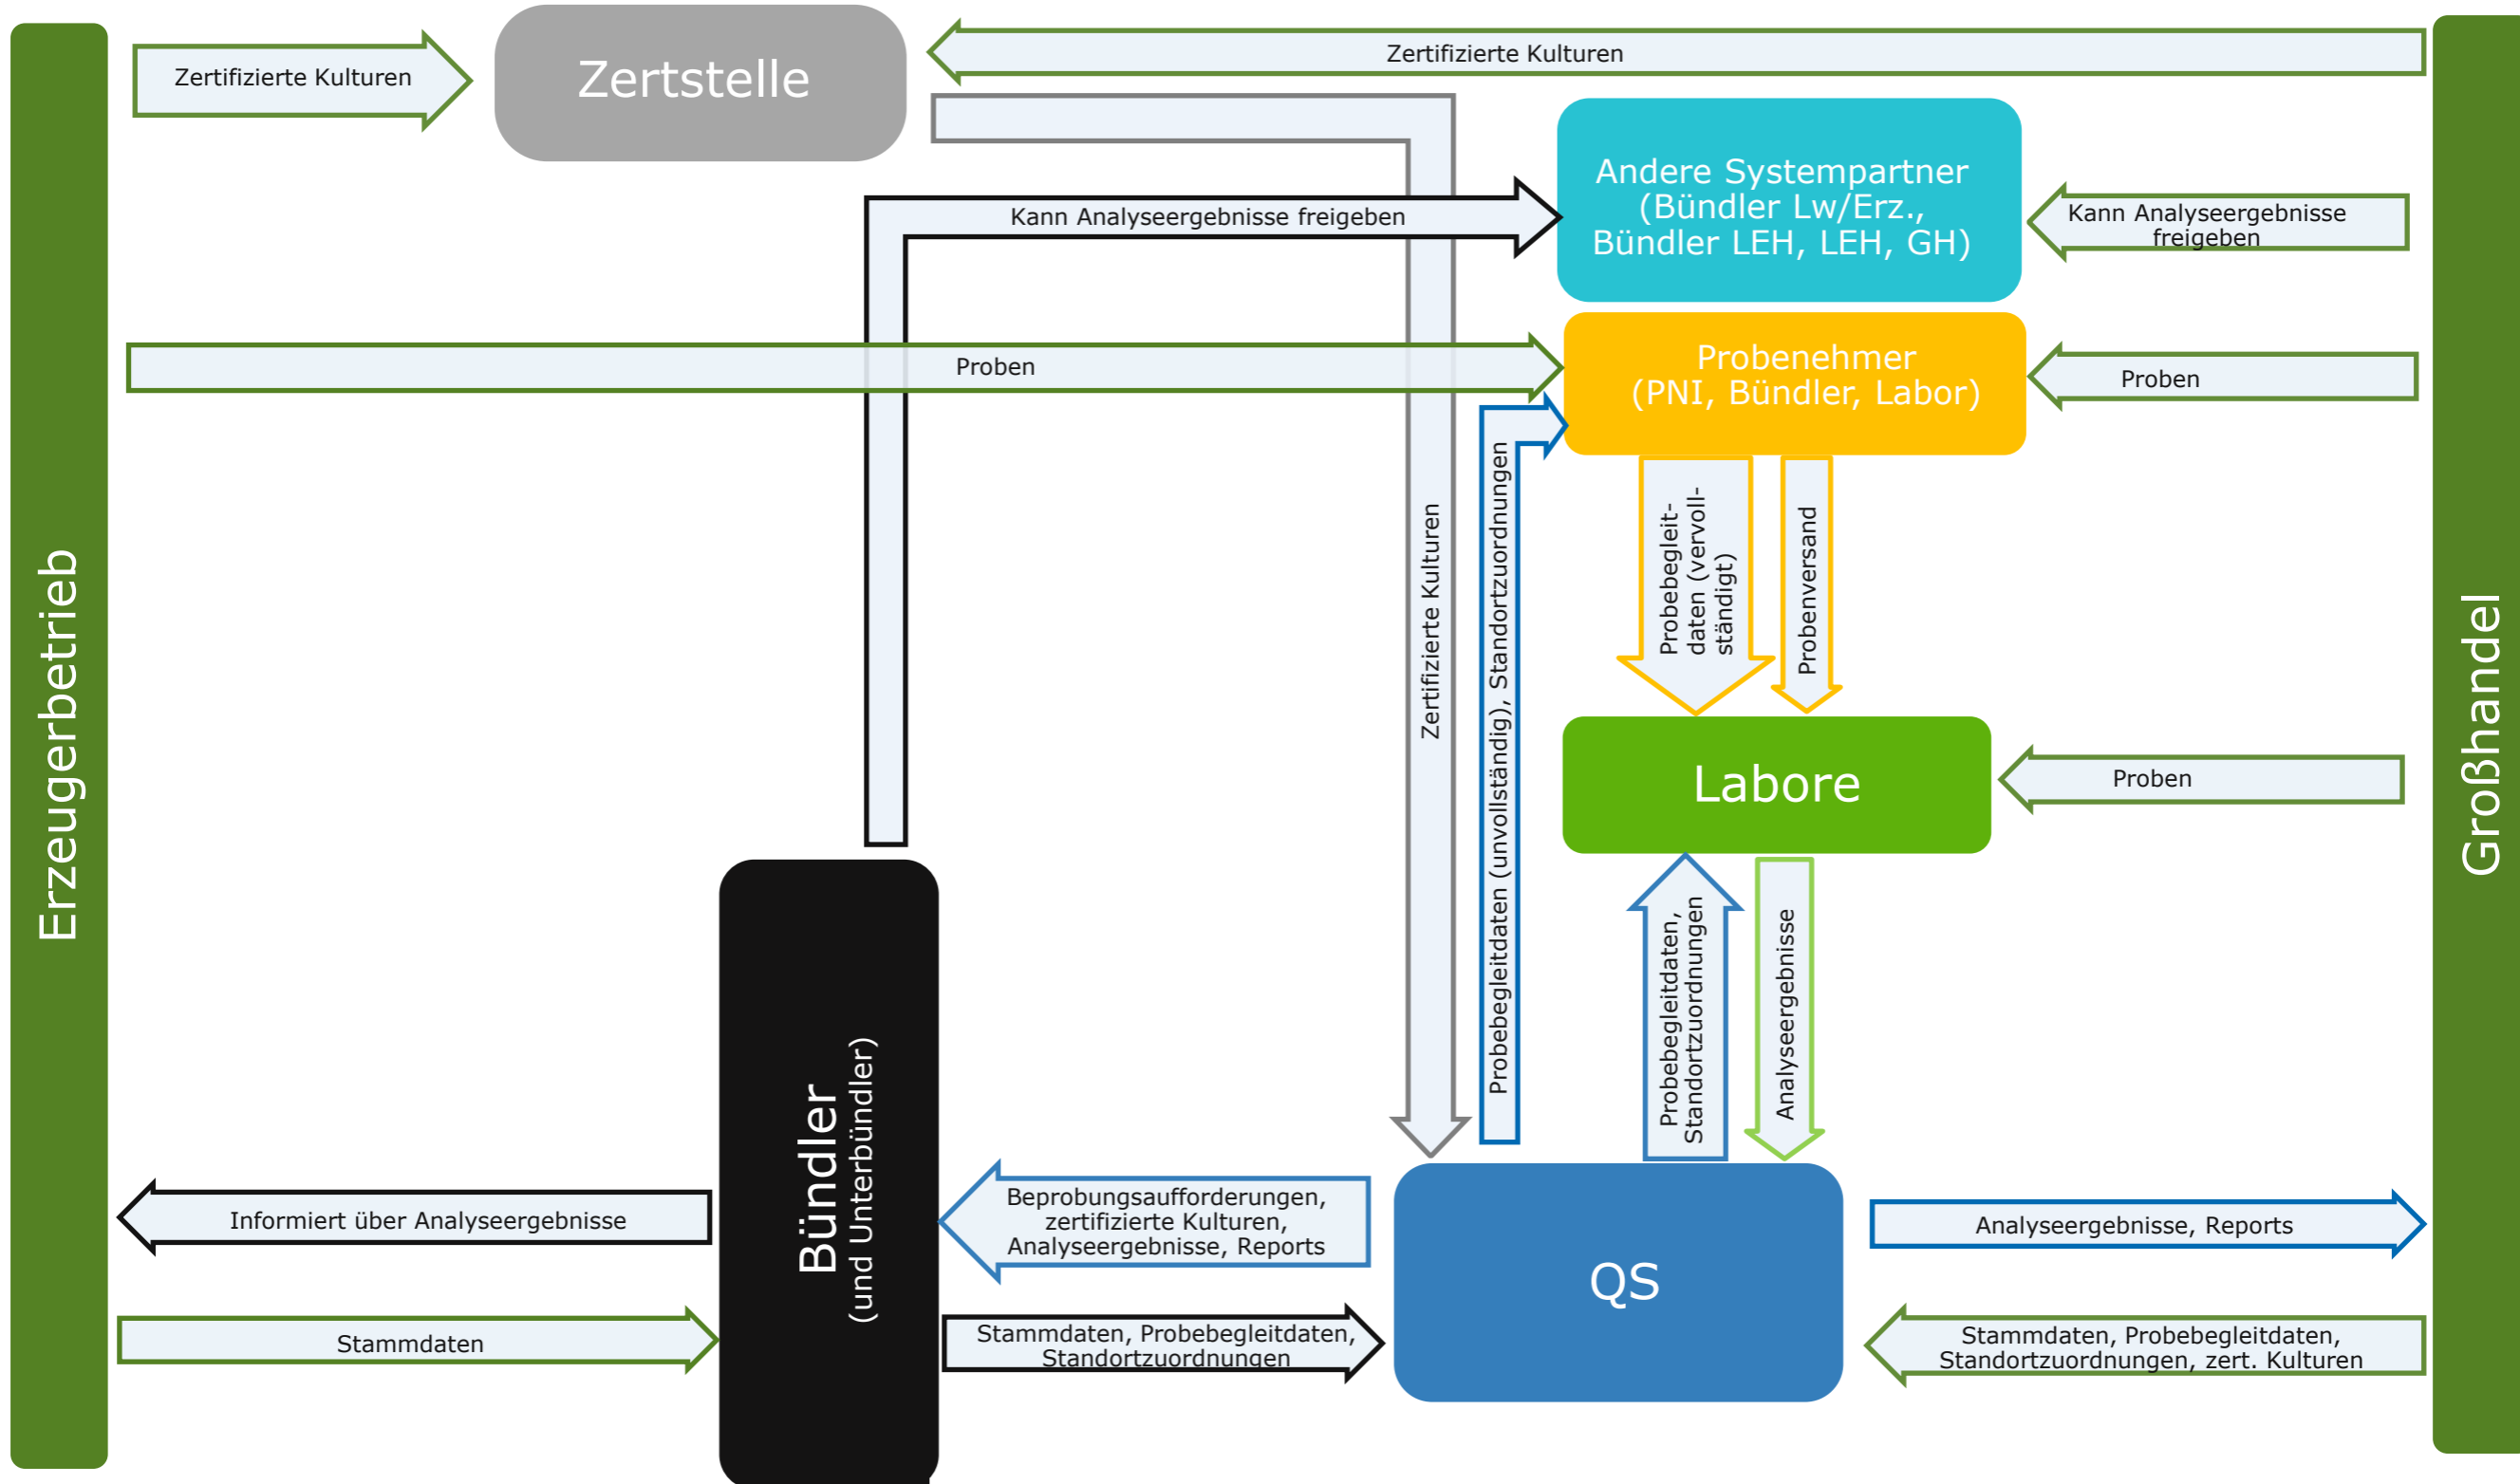 Erzeugerbetrieb
Zertifizierte Kulturen
Zertstelle
Zertifizierte Kulturen
Großhandel
Andere Systempartner
(Bündler Lw/Erz.,
Bündler LEH, LEH, GH)
Kann Analyseergebnisse freigeben
Kann Analyseergebnisse
freigeben
Proben
Probenehmer
(PNI, Bündler, Labor)
Proben
Zertifizierte Kulturen
Probebegleitdaten (unvollständig), Standortzuordnungen
Probebegleit-
daten (vervoll-
ständigt)
Probenversand
Labore
Proben
Probebegleitdaten,
Standortzuordnungen
Analyseergebnisse
Bündler
(und Unterbündler)
Informiert über Analyseergebnisse
Beprobungsaufforderungen,
zertifizierte Kulturen,
Analyseergebnisse, Reports
QS
Analyseergebnisse, Reports
Stammdaten
Stammdaten, Probebegleitdaten,
Standortzuordnungen
Stammdaten, Probebegleitdaten,
Standortzuordnungen, zert. Kulturen